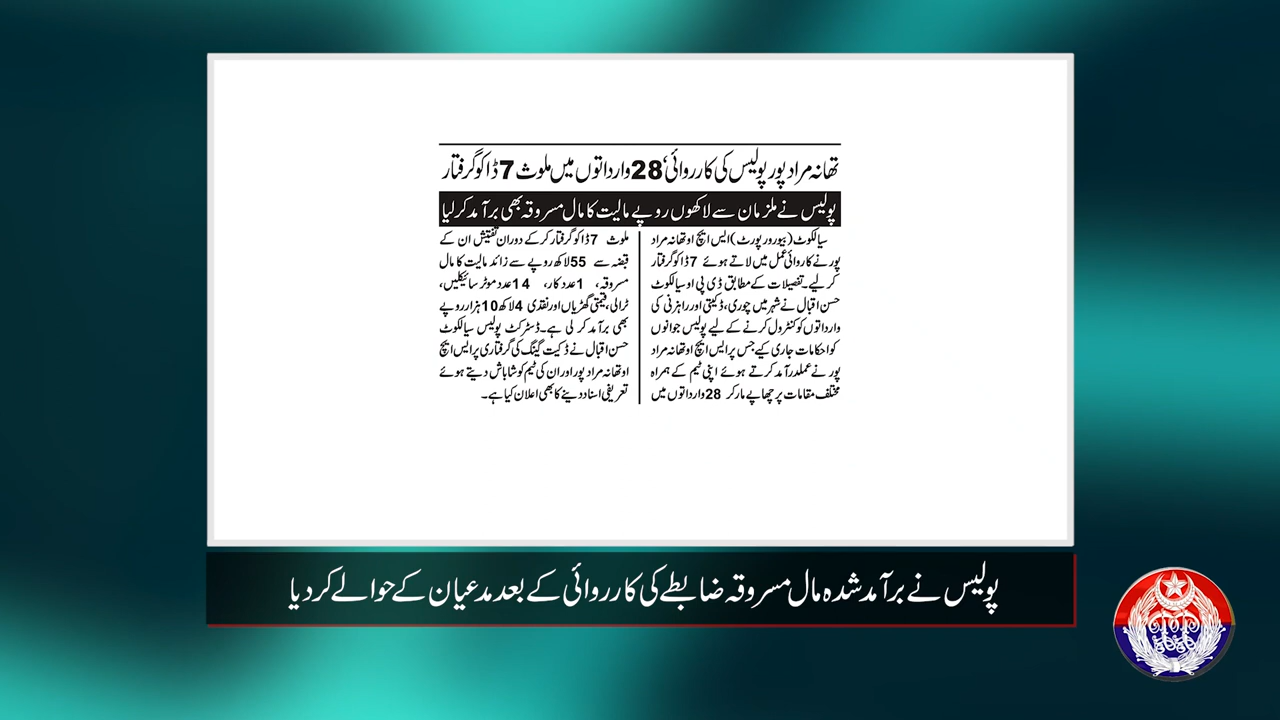 تھانہ مراد پور پولیس کی کارروائی، 28 وارداتوں میں ملوث 7 ڈاکو گرفتار
پولیس نے ملزمان سے لاکھوں روپے مالیت کا مال مسروقہ بھی برآمد کر لیا
سیالکوٹ (بیورو رپورٹ) ایس ایچ او تھانہ مراد
پور نے کاروائی عمل میں لاتے ہوئے 7 ڈاکو گرفتار
کر لیے۔ تفصیلات کے مطابق ڈی پی او سیالکوٹ
حسن اقبال نے شہر میں چوری، ڈکیتی اور راہزنی کی
وارداتوں کو کنٹرول کرنے کے لیے پولیس جوانوں
کو احکامات جاری کیے جس پر ایس ایچ او تھانہ مراد
پور نے عملدرآمد کرتے ہوئے اپنی ٹیم کے ہمراہ
مختلف مقامات پر چھاپے مار کر 28 وارداتوں میں
ملوث 7 ڈاکو گرفتار کر کے دوران تفتیش ان کے
قبضہ سے 55 لاکھ روپے سے زائد مالیت کا مال
مسروقہ، 1 عدد کار، 14 عدد موٹر سائیکلیں،
ٹرالی، قیمتی گھڑیاں اور نقدی 4 لاکھ 10 ہزار روپے
بھی برآمد کر لی ہے۔ ڈسٹرکٹ پولیس سیالکوٹ
حسن اقبال نے ڈکیت گینگ کی گرفتاری پر ایس ایچ
او تھانہ مراد پور اور ان کی ٹیم کو شاباش دیتے ہوئے
تعریفی اسناد دینے کا بھی اعلان کیا ہے۔
پولیس نے برآمد شدہ مال مسروقہ ضابطے کی کارروائی کے بعد مدعیان کے حوالے کر دیا